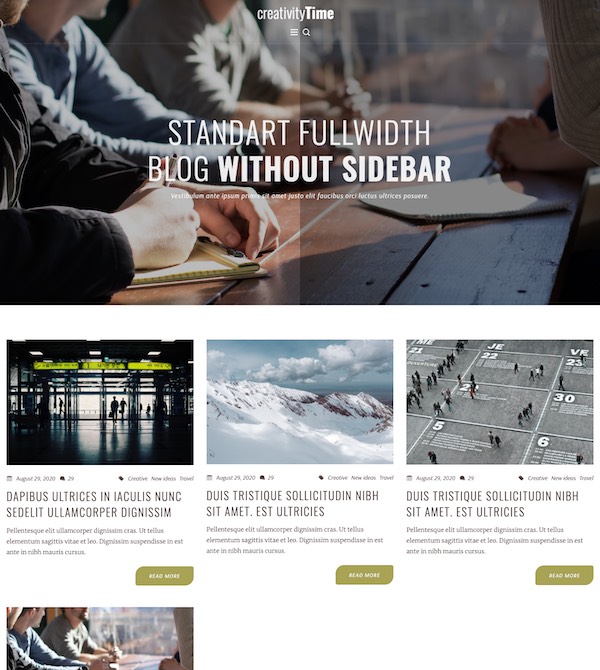 creativityTime
STANDART FULLWIDTH
BLOG WITHOUT SIDEBAR
Vestibulum ante ipsum primis sit amet justo elit faucibus orci luctus ultrices posuere.
August 29, 2020 29 Creative New ideas Travel
DAPIBUS ULTRICES IN IACULIS NUNC
SEDELIT ULLAMCORPER DIGNISSIM
Pellentesque elit ullamcorper dignissim cras. Ut tellus
elementum sagittis vitae et leo. Dignissim suspendisse in est
ante in nibh mauris cursus.
READ MORE
August 29, 2020 29 Creative New ideas Travel
DUIS TRISTIQUE SOLLICITUDIN NIBH
SIT AMET. EST ULTRICIES
Pellentesque elit ullamcorper dignissim cras. Ut tellus
elementum sagittis vitae et leo. Dignissim suspendisse in est
ante in nibh mauris cursus.
READ MORE
ME JE VE
21 22 23
30
5 6
August 29, 2020 29 Creative New ideas Travel
DUIS TRISTIQUE SOLLICITUDIN NIBH
SIT AMET. EST ULTRICIES
Pellentesque elit ullamcorper dignissim cras. Ut tellus
elementum sagittis vitae et leo. Dignissim suspendisse in est
ante in nibh mauris cursus.
READ MORE